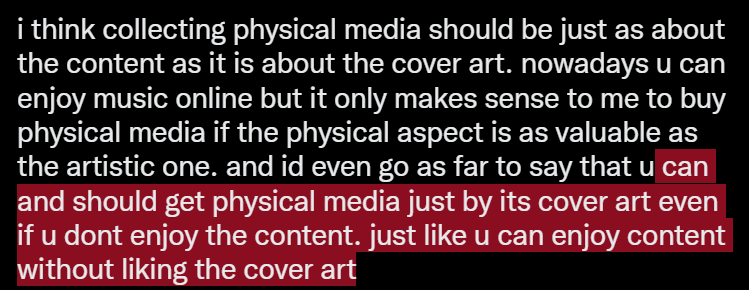 i think collecting physical media should be just as about
the content as it is about the cover art. nowadays u can
enjoy music online but it only makes sense to me to buy
physical media if the physical aspect is as valuable as
the artistic one. and id even go as far to say that u can
and should get physical media just by its cover art even
if u dont enjoy the content. just like u can enjoy content
without liking the cover art